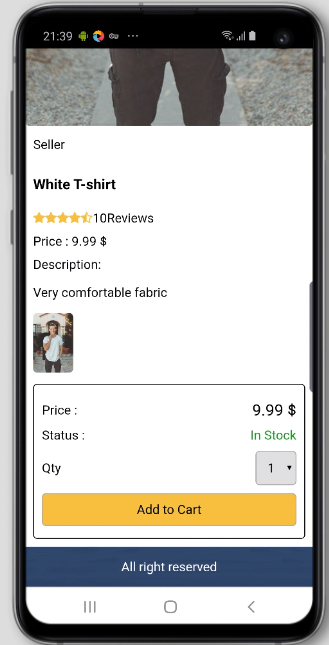 21:39
Seller
White T-shirt
10Reviews
Price : 9.99 $
Description:
Very comfortable fabric
Price : 9.99 $
Status : In Stock
Qty 1
Add to Cart
All right reserved